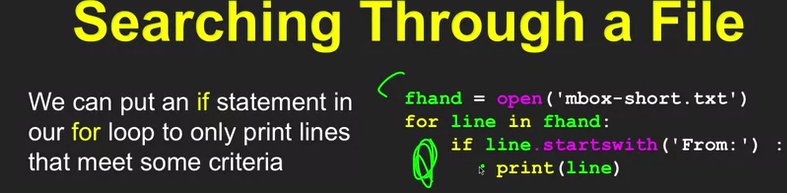 Searching Through a File
We can put an if statement in
our for loop to only print lines
that meet some criteria
fhand = open('mbox-short.txt')
for line in fhand:
    if line.startswith('From:') :
        print(line)